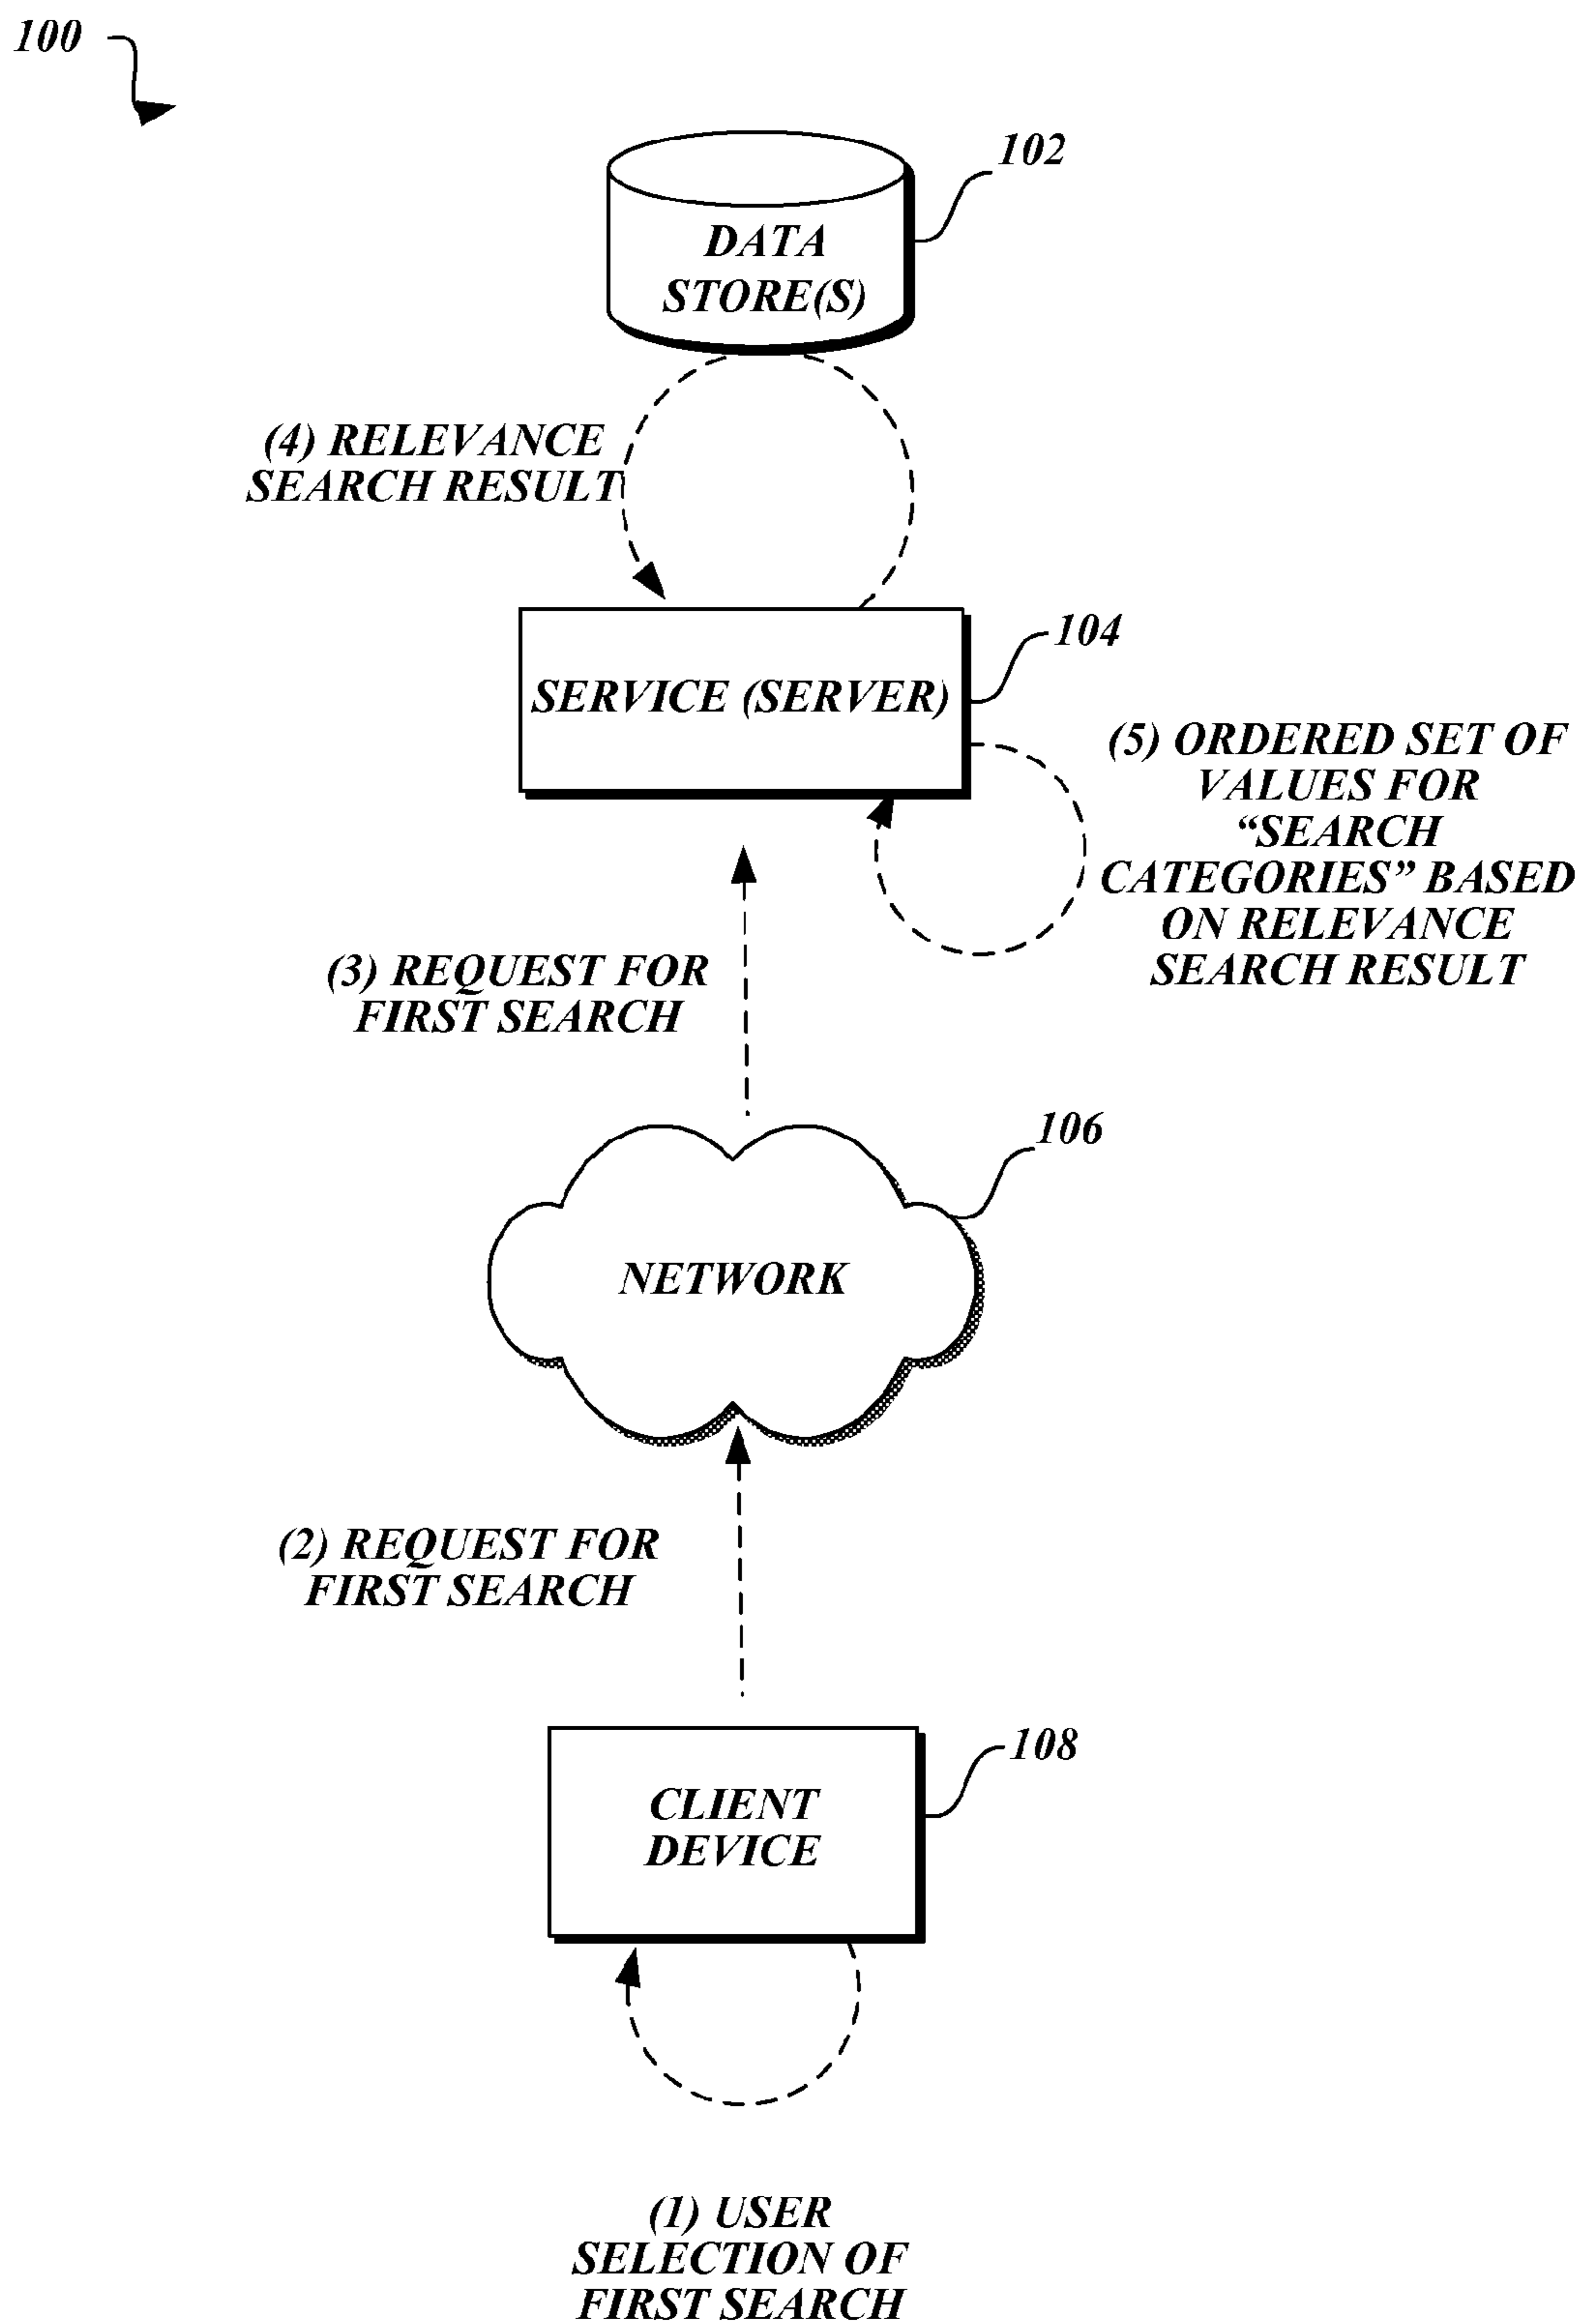 100
102
DATA
STORE(S)
(4) RELEVANCE
SEARCH RESULT
104
SERVICE (SERVER)
(5) ORDERED SET OF
VALUES FOR
“SEARCH
CATEGORIES” BASED
ON RELEVANCE
SEARCH RESULT
(3) REQUEST FOR
FIRST SEARCH
106
NETWORK
(2) REQUEST FOR
FIRST SEARCH
108
CLIENT
DEVICE
(1) USER
SELECTION OF
FIRST SEARCH